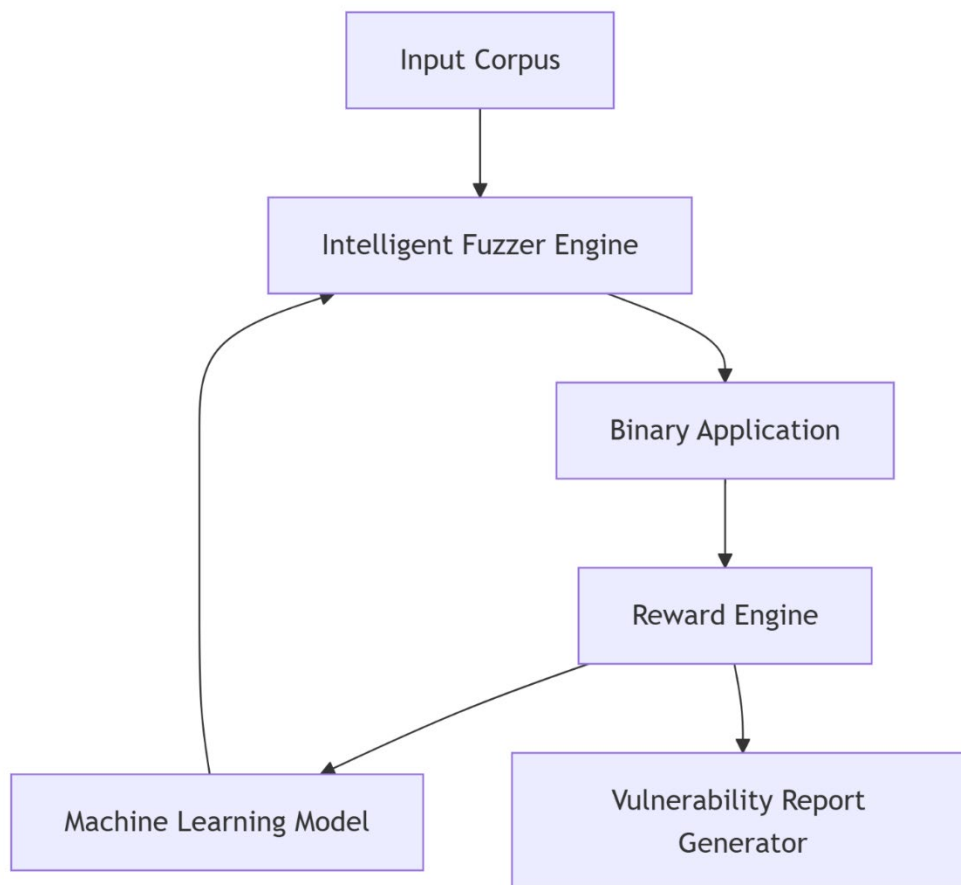 Input Corpus
Intelligent Fuzzer Engine
Binary Application
Reward Engine
Machine Learning Model
Vulnerability Report
Generator